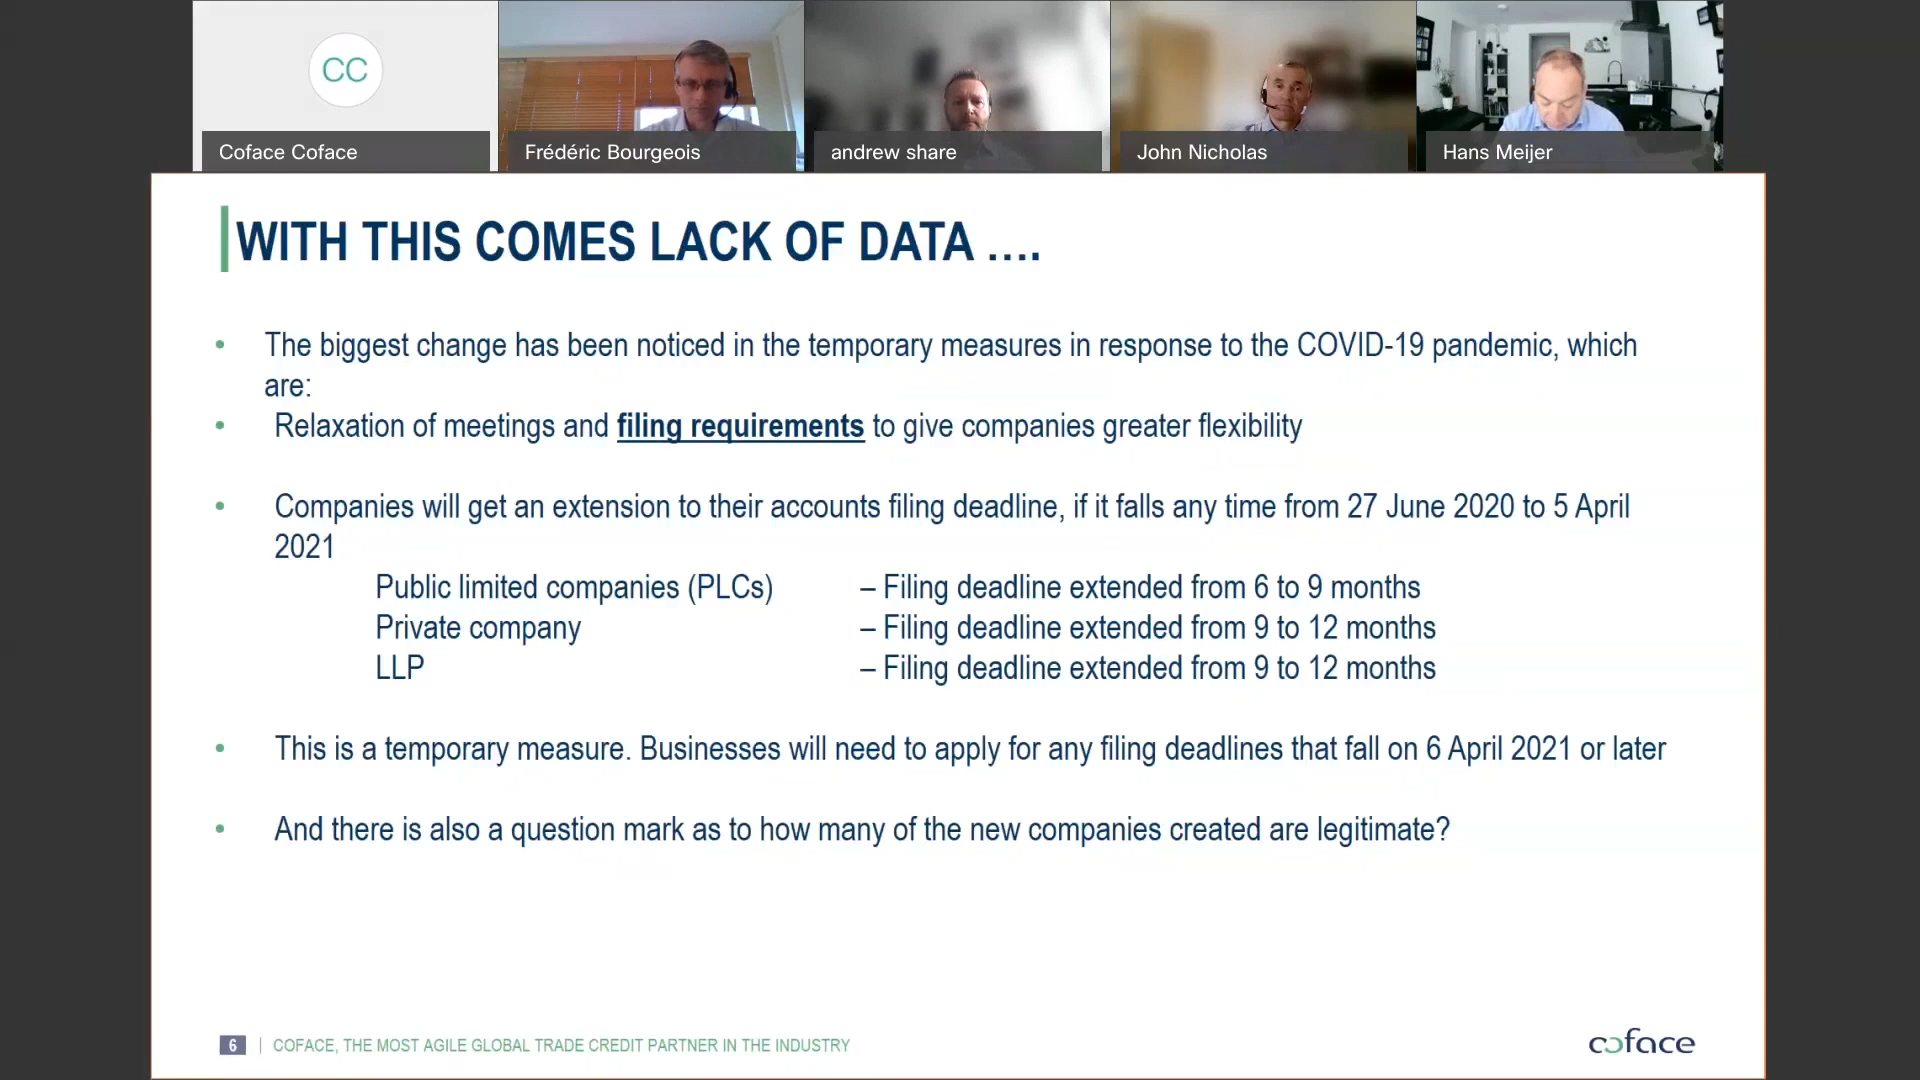 CC
Coface Coface
Frédéric Bourgeois
andrew share
John Nicholas
Hans Meijer
WITH THIS COMES LACK OF DATA ....
• The biggest change has been noticed in the temporary measures in response to the COVID-19 pandemic, which
are:
• Relaxation of meetings and filing requirements to give companies greater flexibility
• Companies will get an extension to their accounts filing deadline, if it falls any time from 27 June 2020 to 5 April
2021
Public limited companies (PLCs) – Filing deadline extended from 6 to 9 months
Private company – Filing deadline extended from 9 to 12 months
LLP – Filing deadline extended from 9 to 12 months
• This is a temporary measure. Businesses will need to apply for any filing deadlines that fall on 6 April 2021 or later
• And there is also a question mark as to how many of the new companies created are legitimate?
6 | COFACE, THE MOST AGILE GLOBAL TRADE CREDIT PARTNER IN THE INDUSTRY
coface